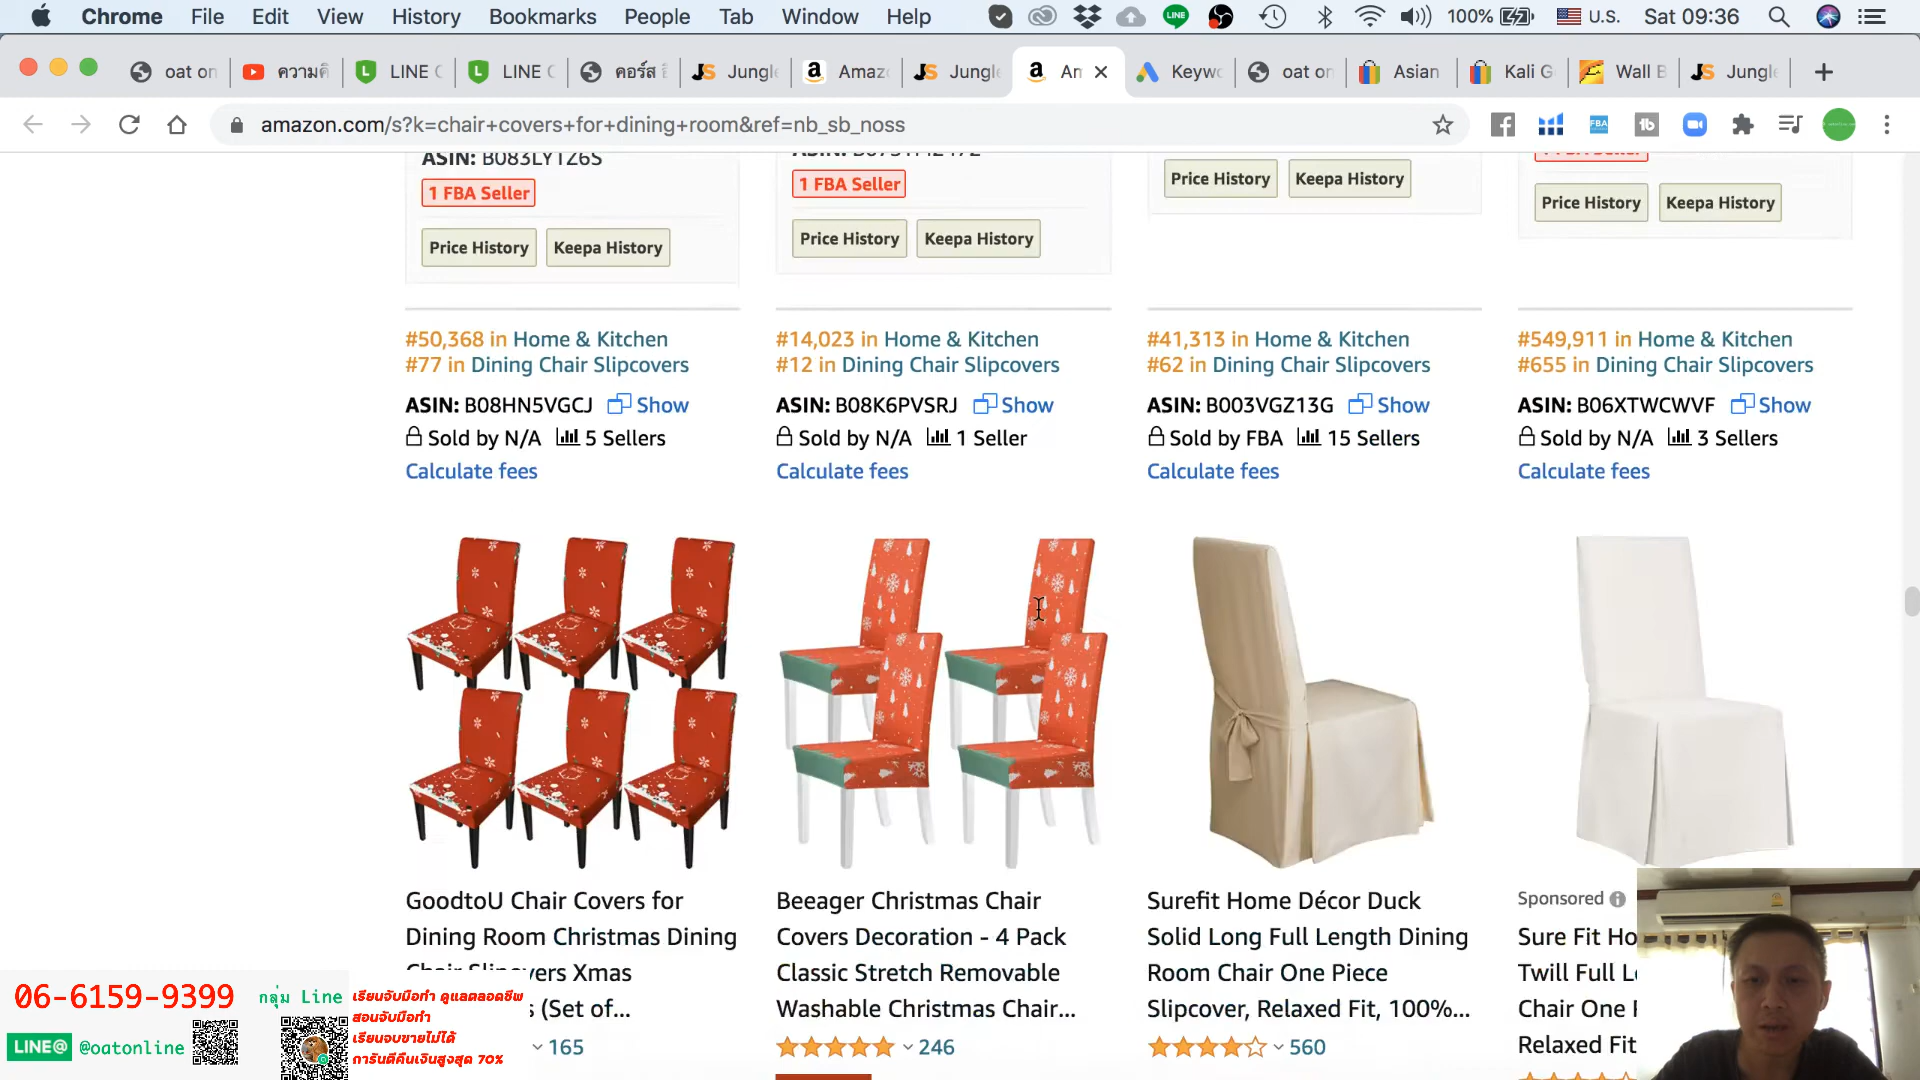 Chrome File Edit View History Bookmarks People Tab Window Help 100% U.S. Sat 09:36
oat on LINE C LINE C คอร์ส Jungle Amaz Jungle Am Keywo oat on Asian Kali G Wall B Jungle
amazon.com/s?k=chair+covers+for+dining+room&ref=nb_sb_noss
ASIN: B083LY1Z6S
1 FBA Seller
1 FBA Seller
Price History Keepa History
Price History Keepa History
Price History Keepa History
Price History Keepa History
#50,368 in Home & Kitchen
#77 in Dining Chair Slipcovers
ASIN: B08HN5VGCJ Show
Sold by N/A 5 Sellers
Calculate fees
#14,023 in Home & Kitchen
#12 in Dining Chair Slipcovers
ASIN: B08K6PVSRJ Show
Sold by N/A 1 Seller
Calculate fees
#41,313 in Home & Kitchen
#62 in Dining Chair Slipcovers
ASIN: B003VGZ13G Show
Sold by FBA 15 Sellers
Calculate fees
#549,911 in Home & Kitchen
#655 in Dining Chair Slipcovers
ASIN: B06XTWCWVF Show
Sold by N/A 3 Sellers
Calculate fees
GoodtoU Chair Covers for
Dining Room Christmas Dining
Chair Slipcovers Xmas
s (Set of...
165
Beeager Christmas Chair
Covers Decoration - 4 Pack
Classic Stretch Removable
Washable Christmas Chair...
246
Surefit Home Décor Duck
Solid Long Full Length Dining
Room Chair One Piece
Slipcover, Relaxed Fit, 100%...
560
Sponsored
Sure Fit Ho
Twill Full L
Chair One
Relaxed Fit
06-6159-9399 กลุ่ม Line
LINE@ @oatonline
เรียนจับมือทำ ดูแลตลอดชีพ
สอนจับมือทำ
เรียนจบขายไม่ได้
การันตีคืนเงินสูงสุด 70%